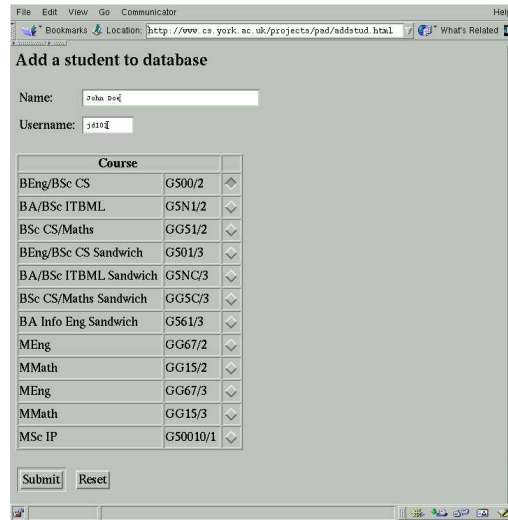 File Edit View Go Communicator Help
Bookmarks Location: http://www.cs.york.ac.uk/projects/pad/addstud.html What's Related
Add a student to database
Name: John Doe
Username: jd101
Course
BEng/BSc CS G500/2
BA/BSc ITBML G5N1/2
BSc CS/Maths GG51/2
BEng/BSc CS Sandwich G501/3
BA/BSc ITBML Sandwich G5NC/3
BSc CS/Maths Sandwich GG5C/3
BA Info Eng Sandwich G561/3
MEng GG67/2
MMath GG15/2
MEng GG67/3
MMath GG15/3
MSc IP G50010/1
Submit Reset